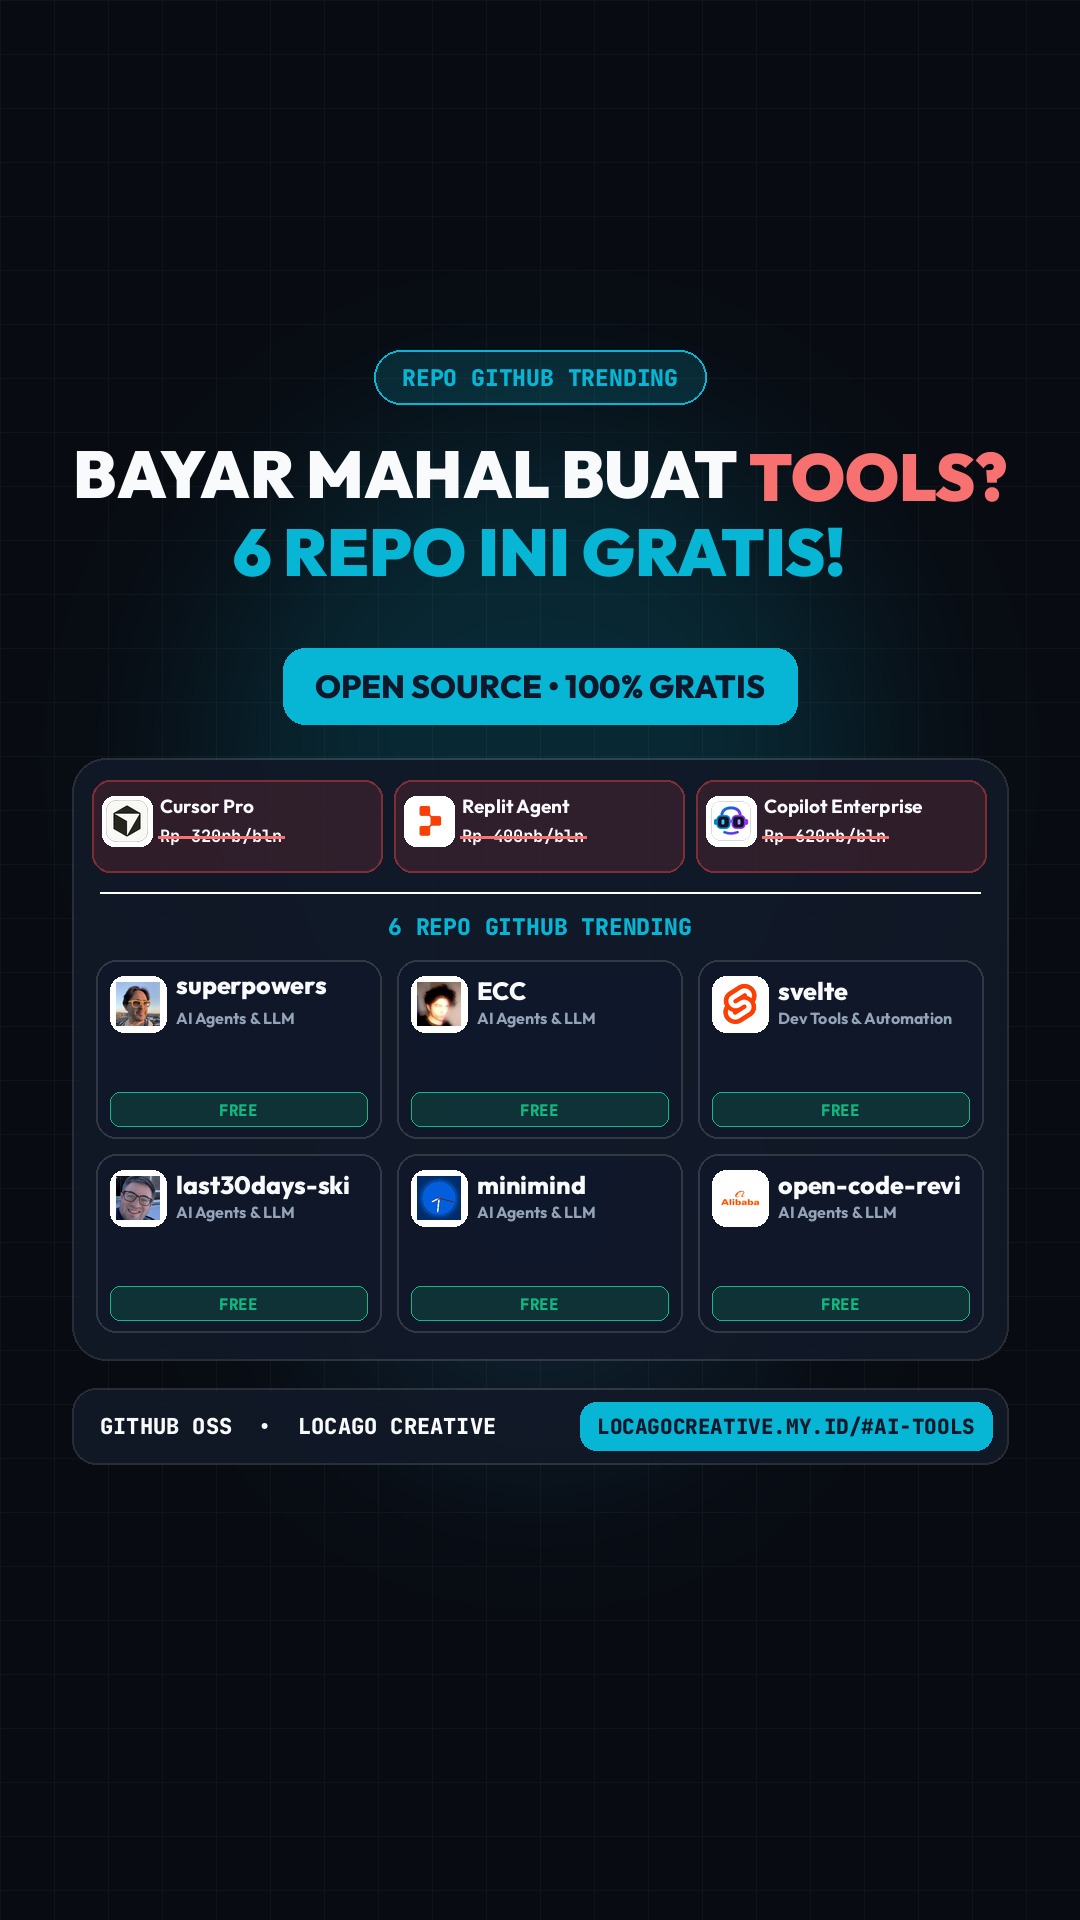 REPO GITHUB TRENDING
BAYAR MAHAL BUAT TOOLS?
6 REPO INI GRATIS!
OPEN SOURCE • 100% GRATIS
Cursor Pro
Rp 320rb/bln
Replit Agent
Rp 400rb/bln
Copilot Enterprise
Rp 620rb/bln
6 REPO GITHUB TRENDING
superpowers
AI Agents & LLM
FREE
ECC
AI Agents & LLM
FREE
svelte
Dev Tools & Automation
FREE
last30days-ski
AI Agents & LLM
FREE
minimind
AI Agents & LLM
FREE
Alibaba
open-code-revi
AI Agents & LLM
FREE
GITHUB OSS • LOCAGO CREATIVE
LOCAGOCREATIVE.MY.ID/#AI-TOOLS